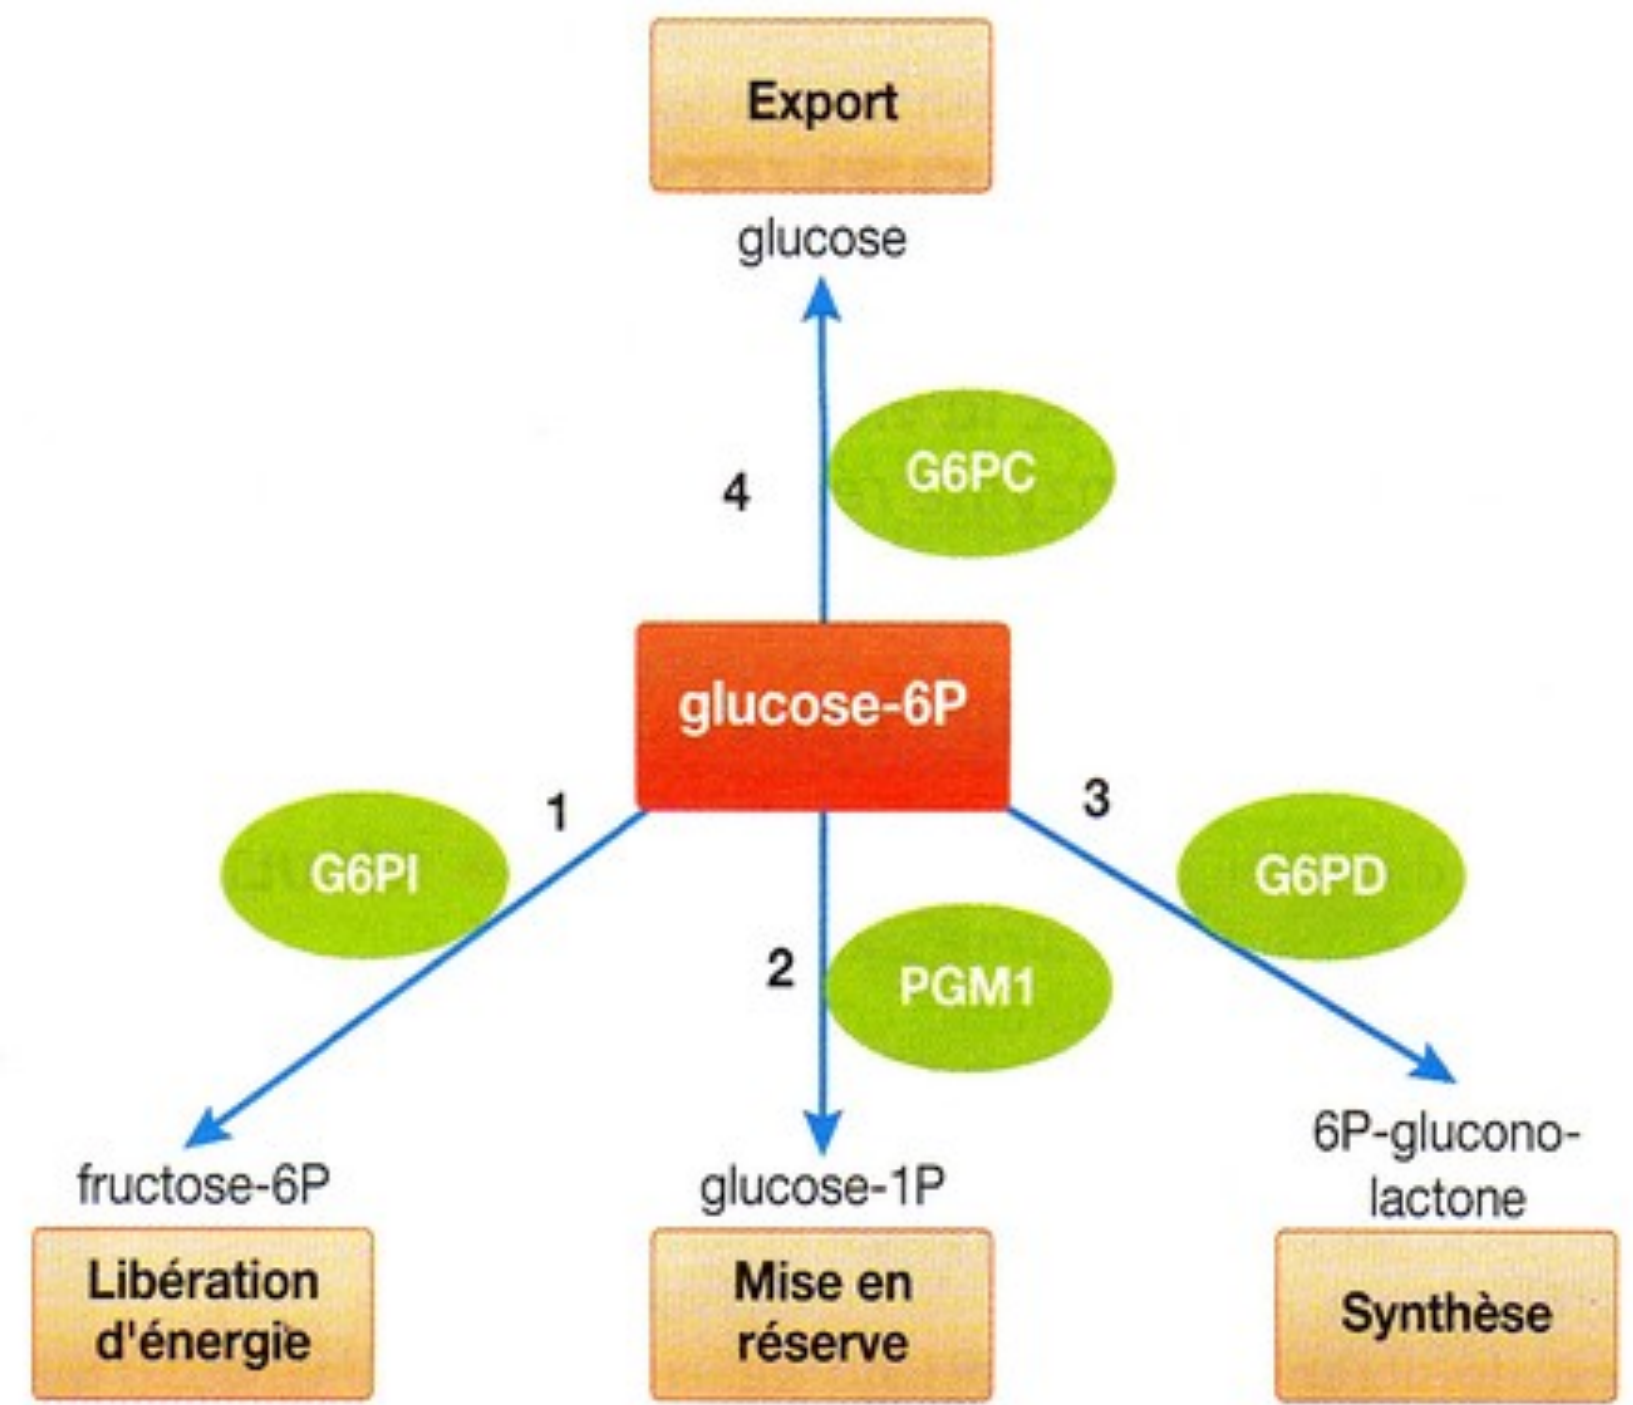 Export
glucose
4
G6PC
glucose-6P
1
3
G6PI
G6PD
2
PGM1
6P-glucono-
lactone
fructose-6P
glucose-1P
Libération
d'énergie
Mise en
réserve
Synthèse